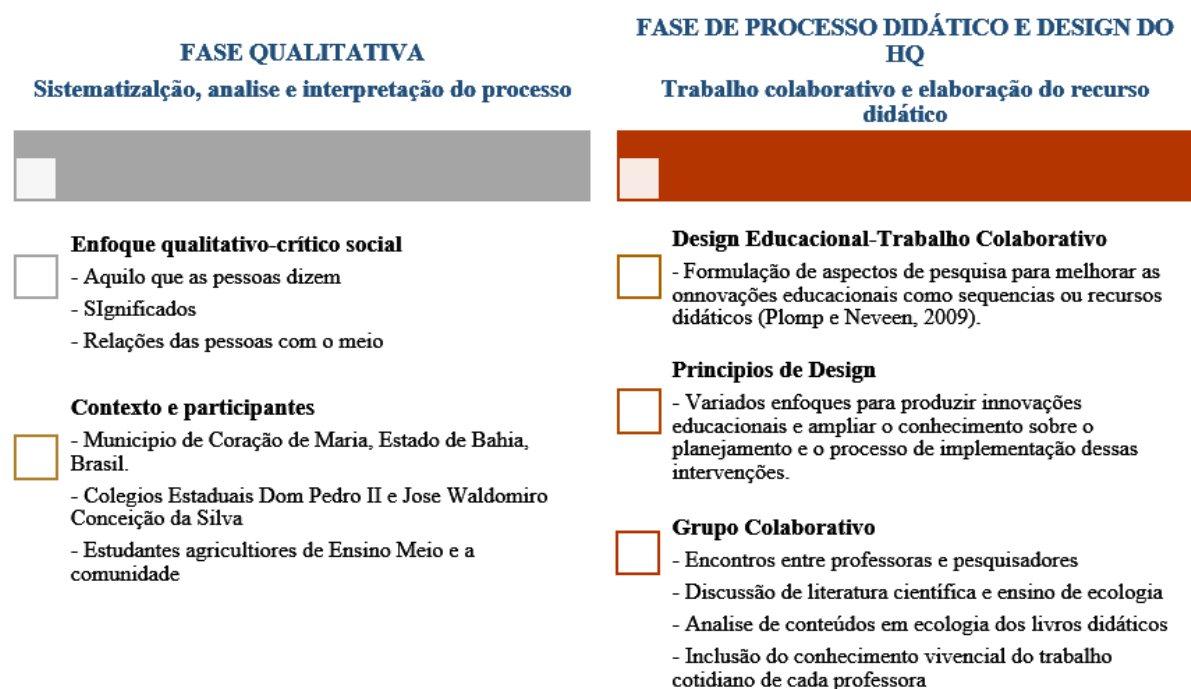 FASE QUALITATIVA
Sistematizalção, analise e interpretação do processo
Enfoque qualitativo-crítico social
- Aquilo que as pessoas dizem
- SIgnificados
- Relações das pessoas com o meio
Contexto e participantes
- Municipio de Coração de Maria, Estado de Bahia,
Brasil.
- Colegios Estaduais Dom Pedro II e Jose Waldomiro
Conceição da Silva
- Estudantes agricultiores de Ensino Meio e a
comunidade
FASE DE PROCESSO DIDÁTICO E DESIGN DO
HQ
Trabalho colaborativo e elaboração do recurso
didático
Design Educacional-Trabalho Colaborativo
- Formulação de aspectos de pesquisa para melhorar as
onnovações educacionais como sequencias ou recursos
didáticos (Plomp e Neveen, 2009).
Principios de Design
- Variados enfoques para produzir innovações
educacionais e ampliar o conhecimento sobre o
planejamento e o processo de implementação dessas
intervenções.
Grupo Colaborativo
- Encontros entre professoras e pesquisadores
- Discussão de literatura científica e ensino de ecologia
- Analise de conteúdos em ecologia dos livros didáticos
- Inclusão do conhecimento vivencial do trabalho
cotidiano de cada professora